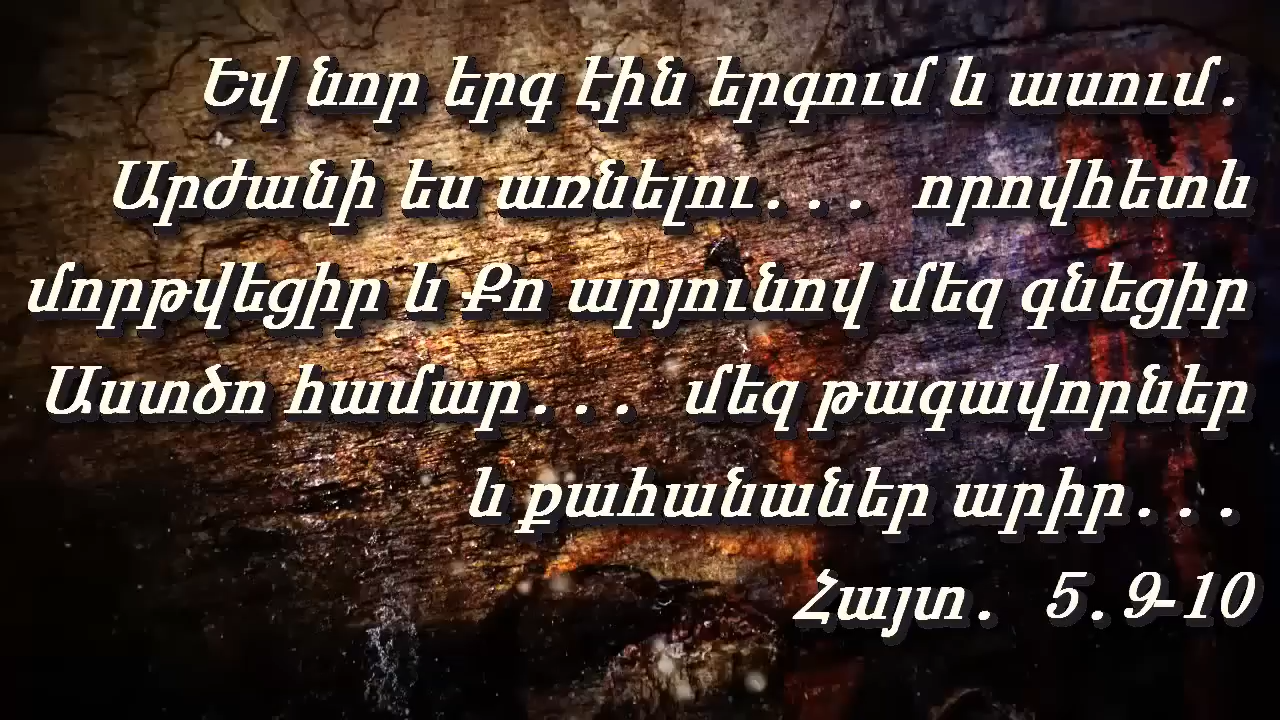 Եվ նոր երգ էին երգում և ասում.
Արժանի ես առնելու... որովհետև
մորթվեցիր և Քո արյունով մեզ գնեցիր
Աստծո համար... մեզ թագավորներ
և քահանաներ արիր...
Հայտ. 5.9-10